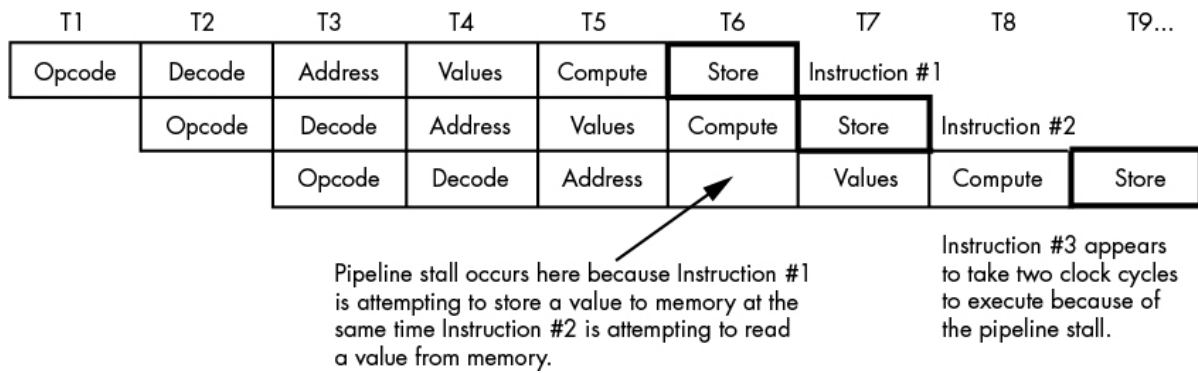 T1 T2 T3 T4 T5 T6 T7 T8 T9...
Opcode Decode Address Values Compute Store Instruction #1
Opcode Decode Address Values Compute Store Instruction #2
Opcode Decode Address Values Compute Store
Pipeline stall occurs here because Instruction #1
is attempting to store a value to memory at the
same time Instruction #2 is attempting to read
a value from memory.
Instruction #3 appears
to take two clock cycles
to execute because of
the pipeline stall.